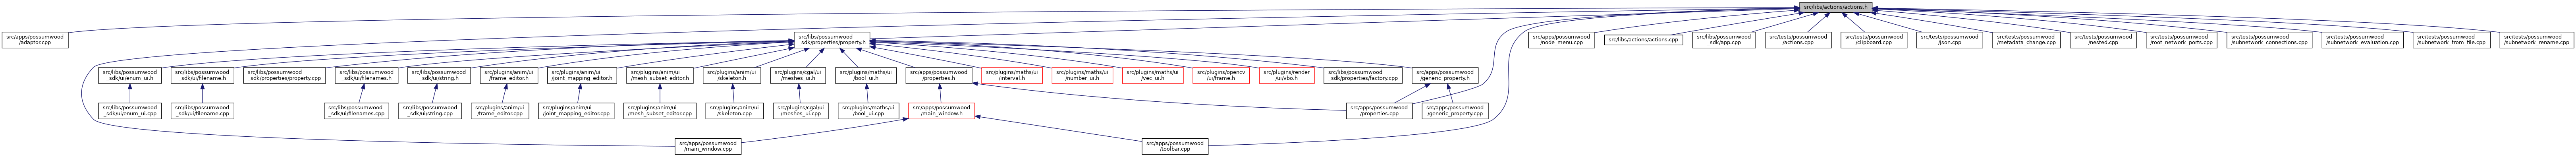 src/libs/actions/actions.h
src/apps/possumwood
/adaptor.cpp
src/libs/possumwood
_sdk/properties/property.h
src/apps/possumwood
/node_menu.cpp
src/libs/actions/actions.cpp
src/libs/possumwood
_sdk/app.cpp
src/tests/possumwood
/actions.cpp
src/tests/possumwood
/clipboard.cpp
src/tests/possumwood
/json.cpp
src/tests/possumwood
/metadata_change.cpp
src/tests/possumwood
/nested.cpp
src/tests/possumwood
/root_network_ports.cpp
src/tests/possumwood
/subnetwork_connections.cpp
src/tests/possumwood
/subnetwork_evaluation.cpp
src/tests/possumwood
/subnetwork_from_file.cpp
src/tests/possumwood
/subnetwork_rename.cpp
src/libs/possumwood
_sdk/ui/enum_ui.h
src/libs/possumwood
_sdk/ui/filename.h
src/libs/possumwood
_sdk/properties/property.cpp
src/libs/possumwood
_sdk/ui/filenames.h
src/libs/possumwood
_sdk/ui/string.h
src/plugins/anim/ui
/frame_editor.h
src/plugins/anim/ui
/joint_mapping_editor.h
src/plugins/anim/ui
/mesh_subset_editor.h
src/plugins/anim/ui
/skeleton.h
src/plugins/cgal/ui
/meshes_ui.h
src/plugins/maths/ui
/bool_ui.h
src/apps/possumwood
/properties.h
src/plugins/maths/ui
/interval.h
src/plugins/maths/ui
/number_ui.h
src/plugins/maths/ui
/vec_ui.h
src/plugins/opencv
/ui/frame.h
src/plugins/render
/ui/vbo.h
src/libs/possumwood
_sdk/properties/factory.cpp
src/apps/possumwood
/generic_property.h
src/libs/possumwood
_sdk/ui/enum_ui.cpp
src/libs/possumwood
_sdk/ui/filename.cpp
src/libs/possumwood
_sdk/ui/filenames.cpp
src/libs/possumwood
_sdk/ui/string.cpp
src/plugins/anim/ui
/frame_editor.cpp
src/plugins/anim/ui
/joint_mapping_editor.cpp
src/plugins/anim/ui
/mesh_subset_editor.cpp
src/plugins/anim/ui
/skeleton.cpp
src/plugins/cgal/ui
/meshes_ui.cpp
src/plugins/maths/ui
/bool_ui.cpp
src/apps/possumwood
/main_window.h
src/apps/possumwood
/properties.cpp
src/apps/possumwood
/generic_property.cpp
src/apps/possumwood
/main_window.cpp
src/apps/possumwood
/toolbar.cpp